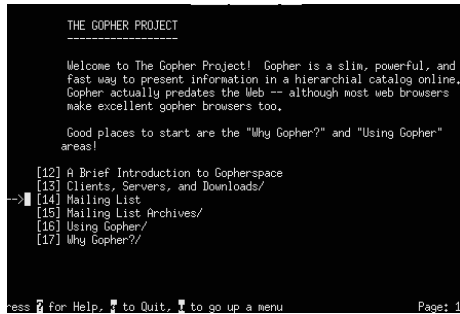 THE GOPHER PROJECT
------------------
Welcome to The Gopher Project!  Gopher is a slim, powerful, and
fast way to present information in a hierarchial catalog online.
Gopher actually predates the Web -- although most web browsers
make excellent gopher browsers too.
Good places to start are the "Why Gopher?" and "Using Gopher"
areas!
[12] A Brief Introduction to Gopherspace
[13] Clients, Servers, and Downloads/
--> [14] Mailing List
[15] Mailing List Archives/
[16] Using Gopher/
[17] Why Gopher?/
ress ? for Help, q to Quit, u to go up a menu Page: 1